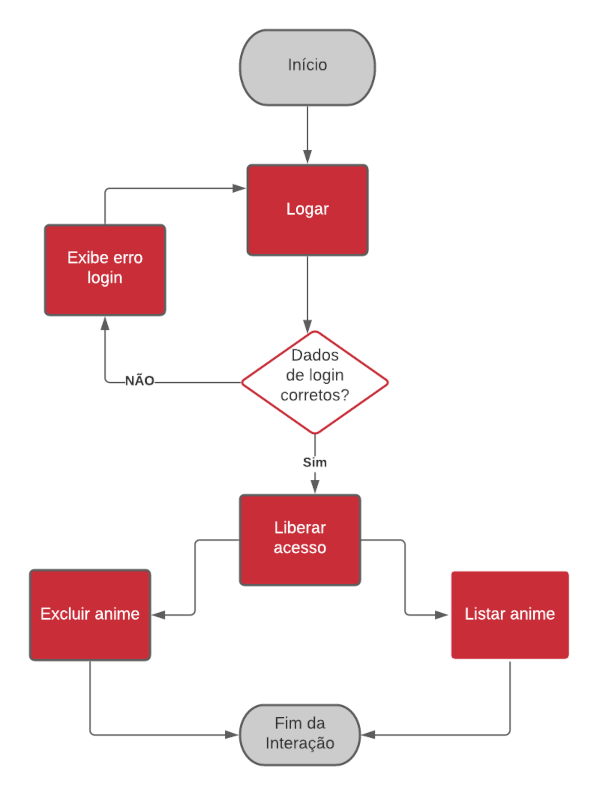 Início
Logar
Exibe erro
login
Dados
de login
corretos?
NÃO
Sim
Liberar
acesso
Excluir anime
Listar anime
Fim da
Interação